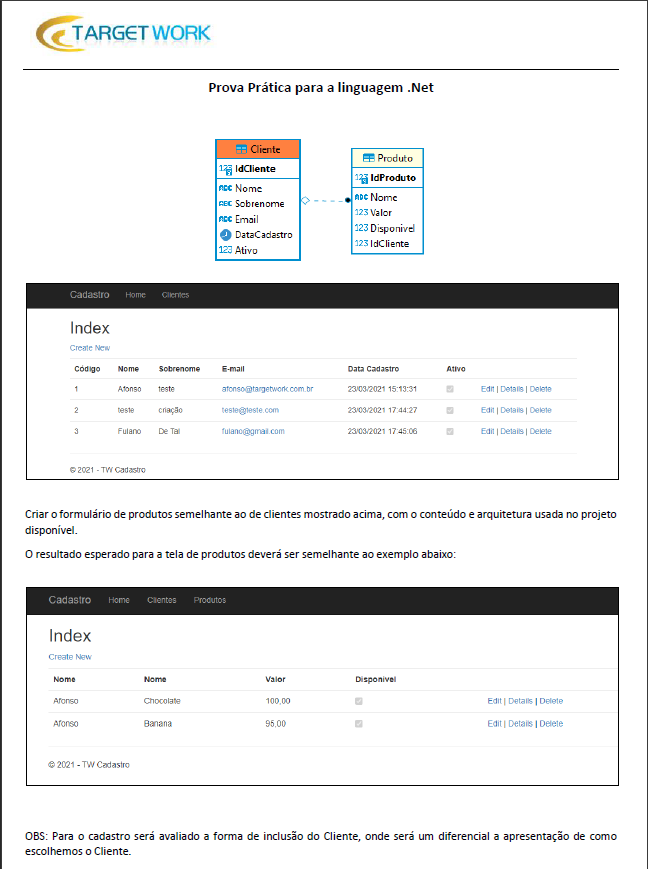 TARGET WORK
Prova Prática para a linguagem .Net
Cliente
123 IdCliente
ABC Nome
ABC Sobrenome
ABC Email
DataCadastro
123 Ativo
Produto
123 IdProduto
ABC Nome
123 Valor
123 Disponivel
123 IdCliente
Cadastro Home Clientes
Index
Create New
Código Nome Sobrenome E-mail Data Cadastro Ativo
1 Afonso teste afonso@targetwork.com.br 23/03/2021 15:13:31 Edit | Details | Delete
2 teste criação teste@teste.com 23/03/2021 17:44:27 Edit | Details | Delete
3 Fulano De Tal fulano@gmail.com 23/03/2021 17:45:06 Edit | Details | Delete
© 2021 - TW Cadastro
Criar o formulário de produtos semelhante ao de clientes mostrado acima, com o conteúdo e arquitetura usada no projeto
disponível.
O resultado esperado para a tela de produtos deverá ser semelhante ao exemplo abaixo:
Cadastro Home Clientes Produtos
Index
Create New
Nome Nome Valor Disponivel
Afonso Chocolate 100,00 Edit | Details | Delete
Afonso Banana 95,00 Edit | Details | Delete
© 2021 - TW Cadastro
OBS: Para o cadastro será avaliado a forma de inclusão do Cliente, onde será um diferencial a apresentação de como
escolhemos o Cliente.